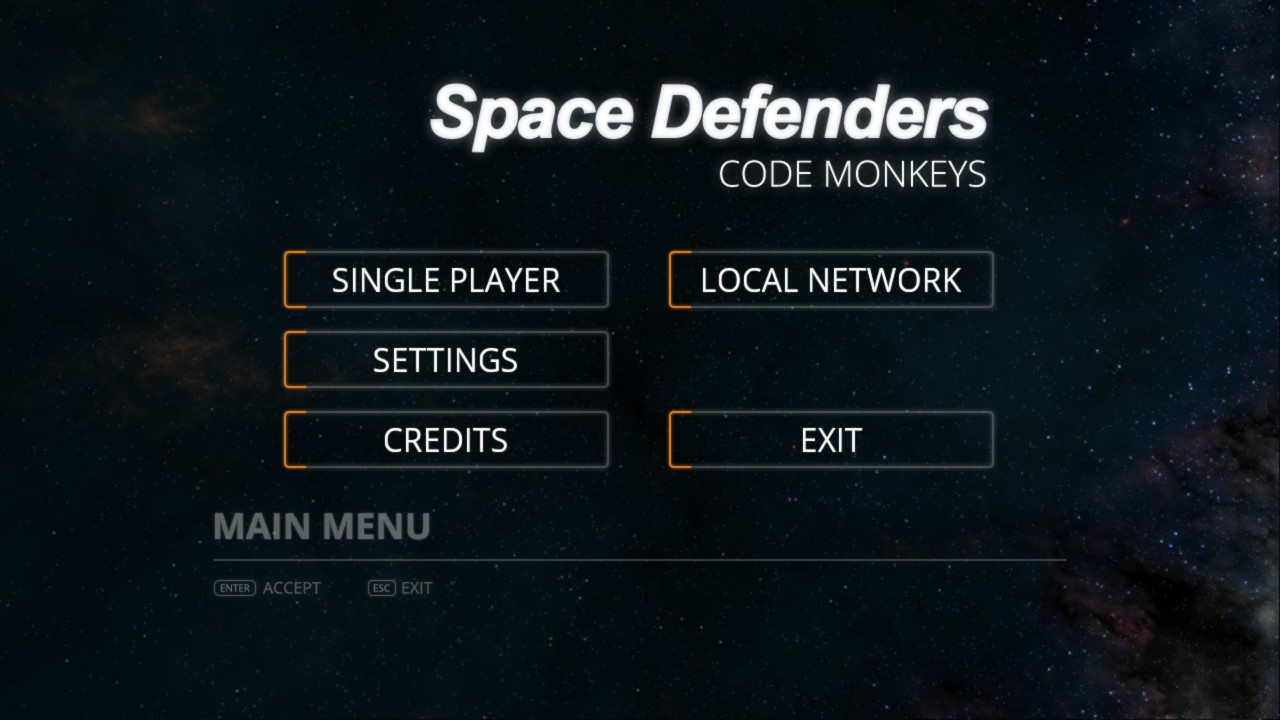 Space Defenders
CODE MONKEYS
SINGLE PLAYER
LOCAL NETWORK
SETTINGS
CREDITS
EXIT
MAIN MENU
ENTER ACCEPT ESC EXIT